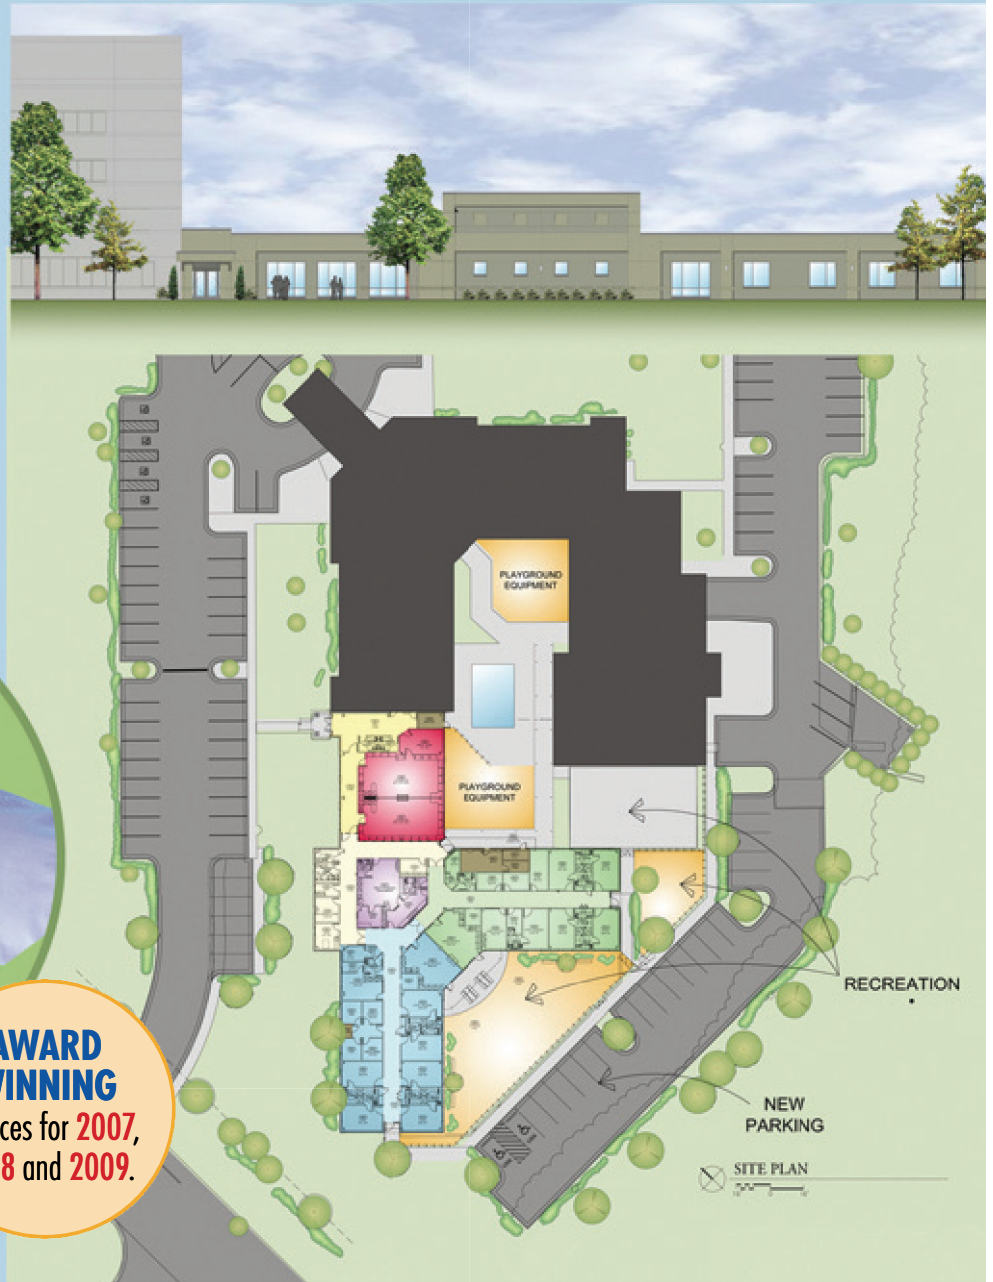 PLAYGROUND
EQUIPMENT
PLAYGROUND
EQUIPMENT
RECREATION
AWARD
WINNING
ces for 2007,
8 and 2009.
NEW
PARKING
SITE PLAN